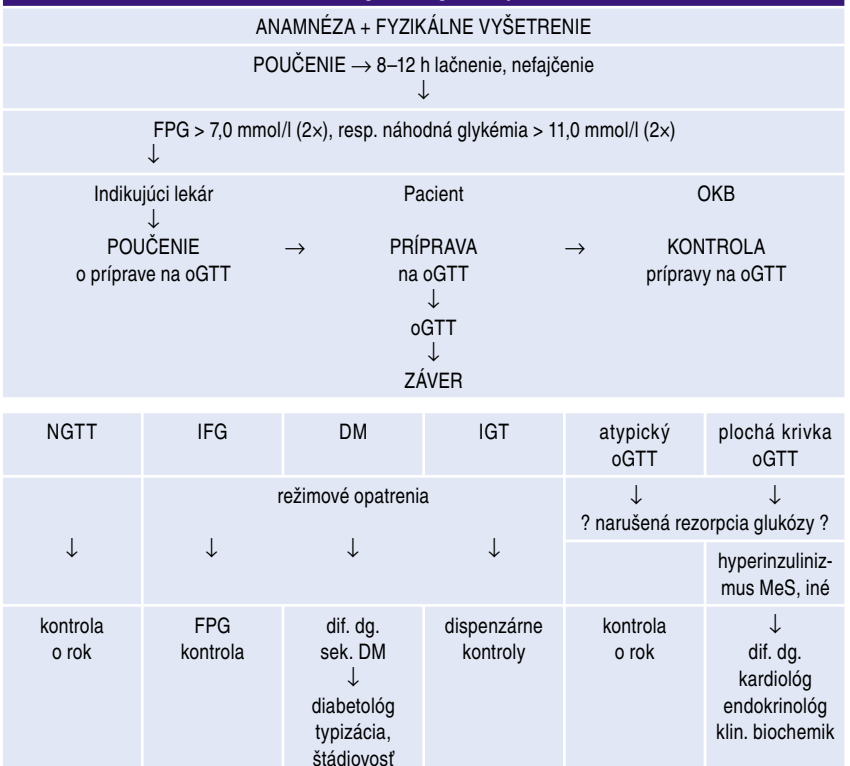 ANAMNÉZA + FYZIKÁLNE VYŠETRENIE
POUČENIE → 8–12 h lačnenie, nefajčenie
↓
FPG > 7,0 mmol/l (2×), resp. náhodná glykémia > 11,0 mmol/l (2×)
↓
Indikujúci lekár Pacient OKB
↓
POUČENIE → PRÍPRAVA → KONTROLA
o príprave na oGTT na oGTT prípravy na oGTT
↓
oGTT
↓
ZÁVER
NGTT IFG DM IGT atypický plochá krivka
oGTT oGTT
režimové opatrenia ↓ ↓
? narušená rezorpcia glukózy ?
↓ ↓ ↓ ↓
hyperinzuliniz-
mus MeS, iné
kontrola FPG dif. dg. dispenzárne kontrola ↓
o rok kontrola sek. DM kontroly o rok dif. dg.
↓ kardiológ
diabetológ endokrinológ
typizácia, klin. biochemik
štádiovosť